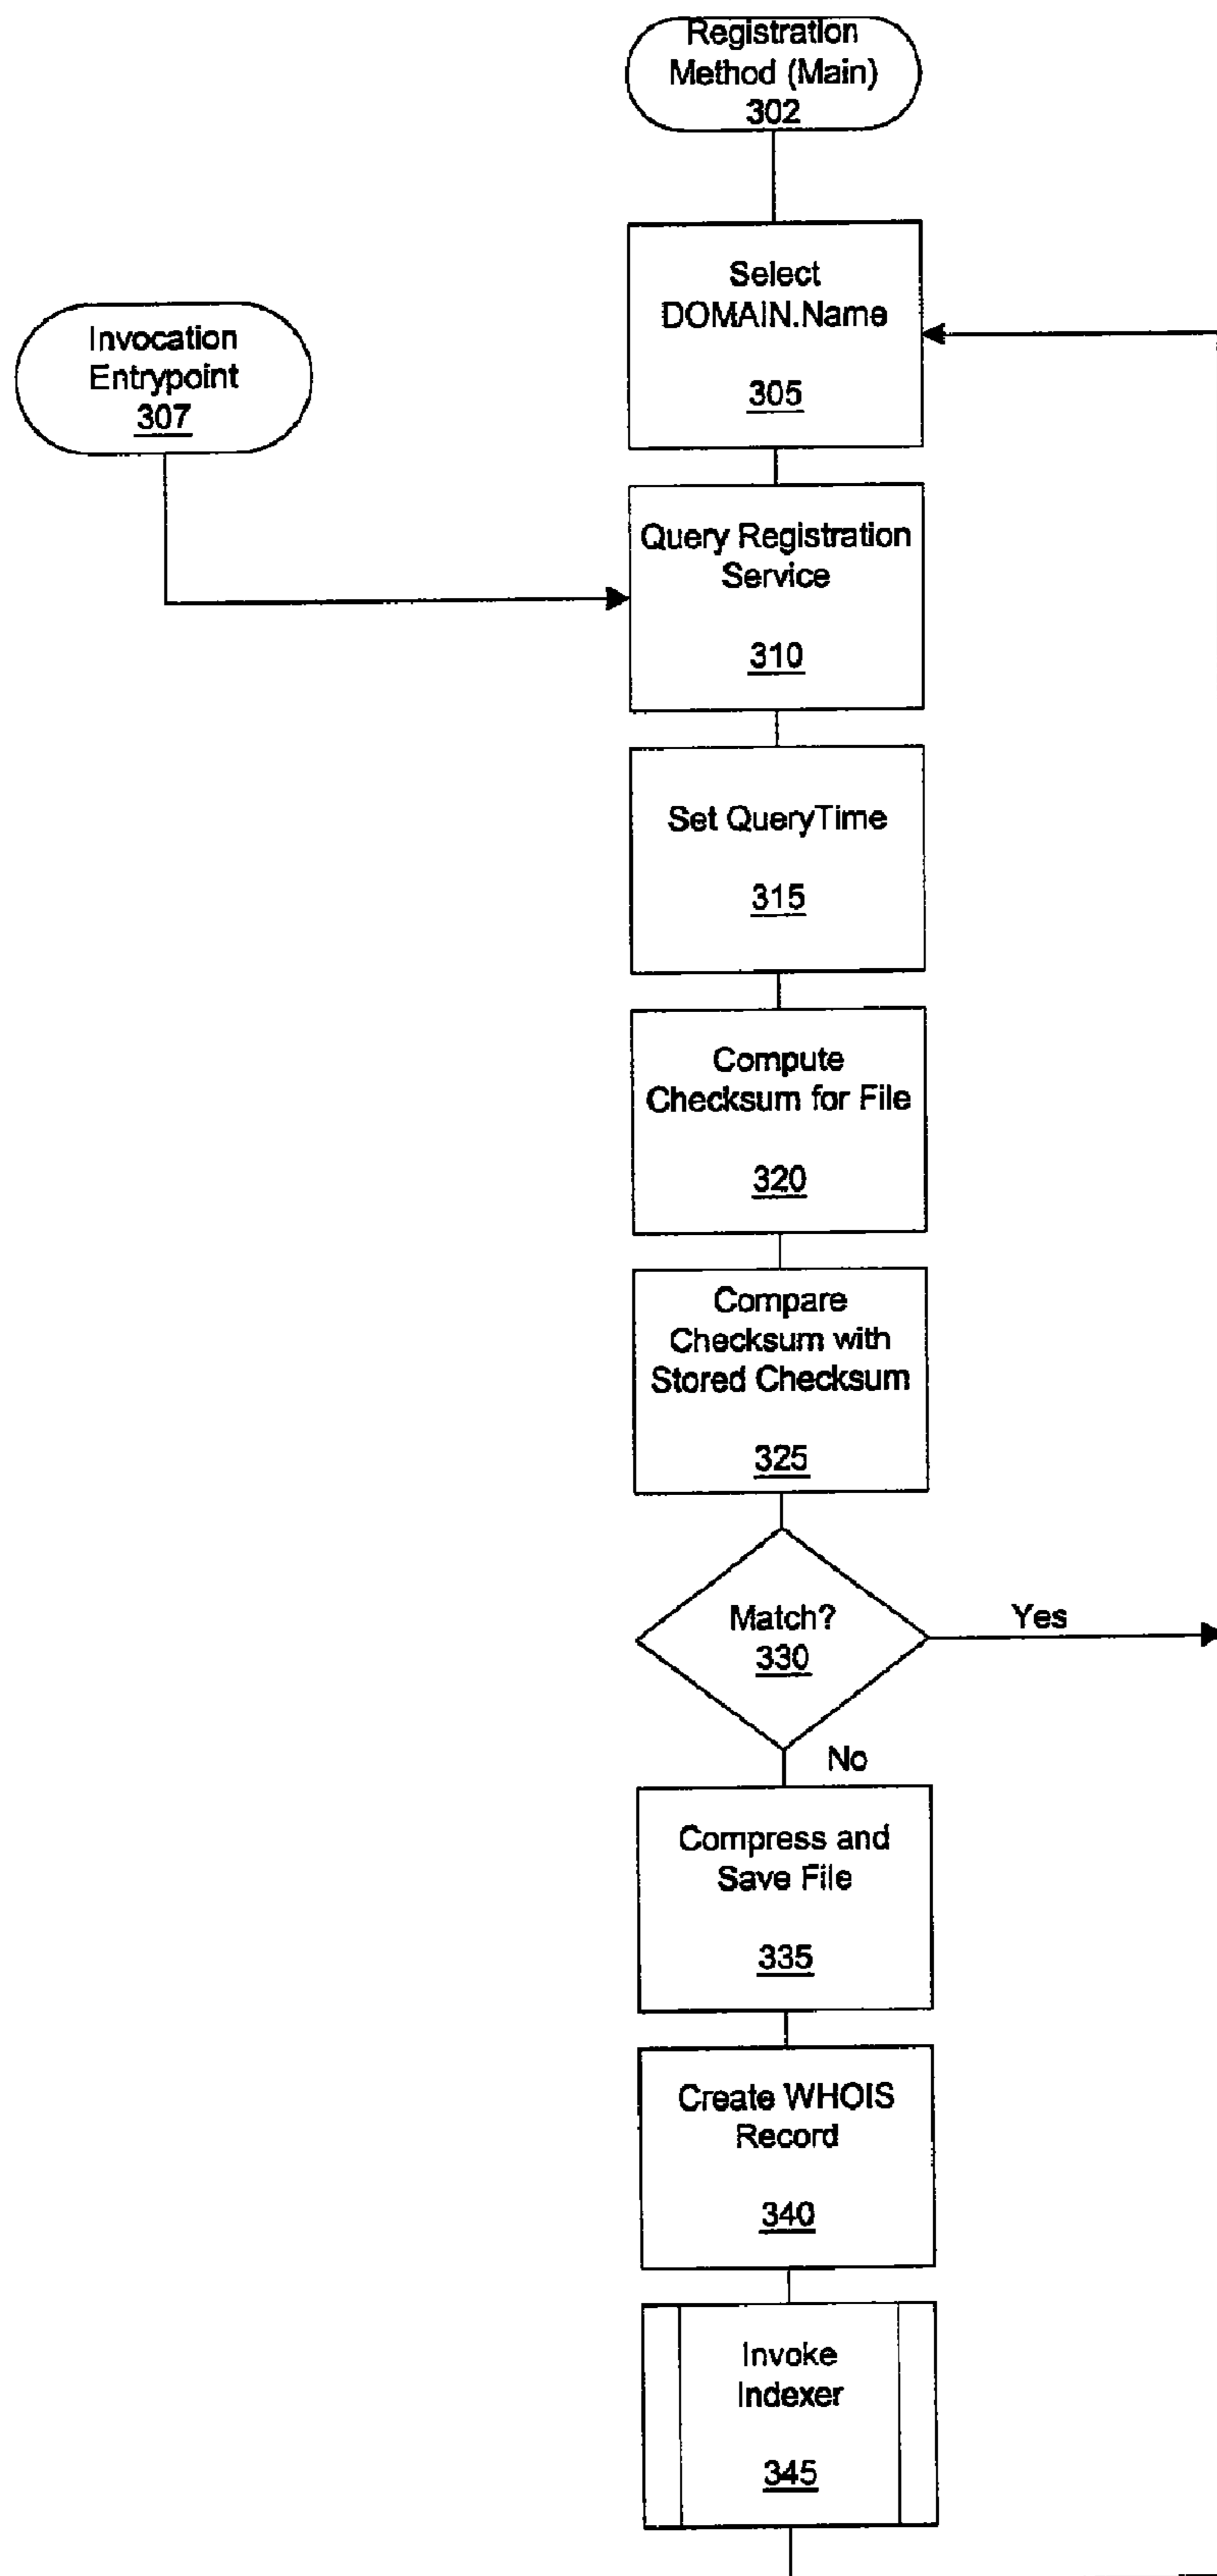 Registration
Method (Main)
302
Select
DOMAIN.Name
305
Invocation
Entrypoint
307
Query Registration
Service
310
Set QueryTime
315
Compute
Checksum for File
320
Compare
Checksum with
Stored Checksum
325
Match?
330
Yes
No
Compress and
Save File
335
Create WHOIS
Record
340
Invoke
Indexer
345